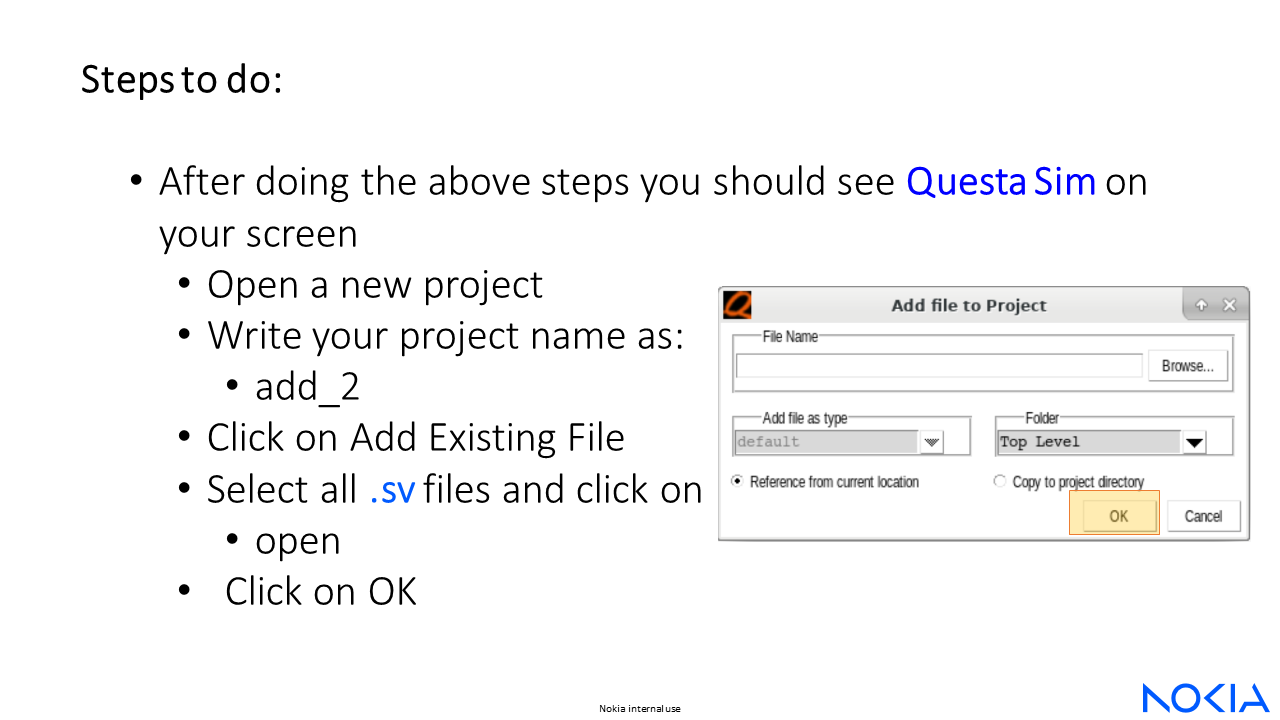 Steps to do:
• After doing the above steps you should see Questa Sim on
your screen
• Open a new project
• Write your project name as:
• add_2
• Click on Add Existing File
• Select all .sv files and click on
• open
• Click on OK
Add file to Project
File Name
Browse...
Add file as type
Folder
default
Top Level
Reference from current location
Copy to project directory
OK
Cancel
Nokia internal use
NOKIA